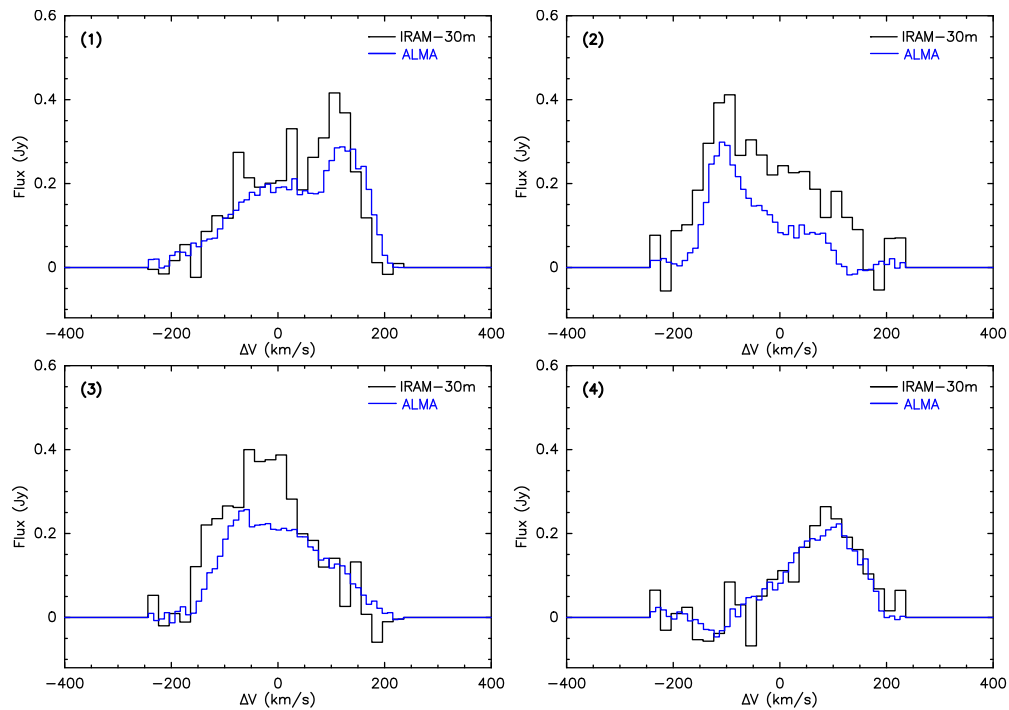 (1)
IRAM-30m
ALMA
0.6
0.4
0.2
0
Flux (Jy)
-400
-200
0
200
400
ΔV (km/s)
(2)
IRAM-30m
ALMA
0.6
0.4
0.2
0
Flux (Jy)
-400
-200
0
200
400
ΔV (km/s)
(3)
IRAM-30m
ALMA
0.6
0.4
0.2
0
Flux (Jy)
-400
-200
0
200
400
ΔV (km/s)
(4)
IRAM-30m
ALMA
0.6
0.4
0.2
0
Flux (Jy)
-400
-200
0
200
400
ΔV (km/s)